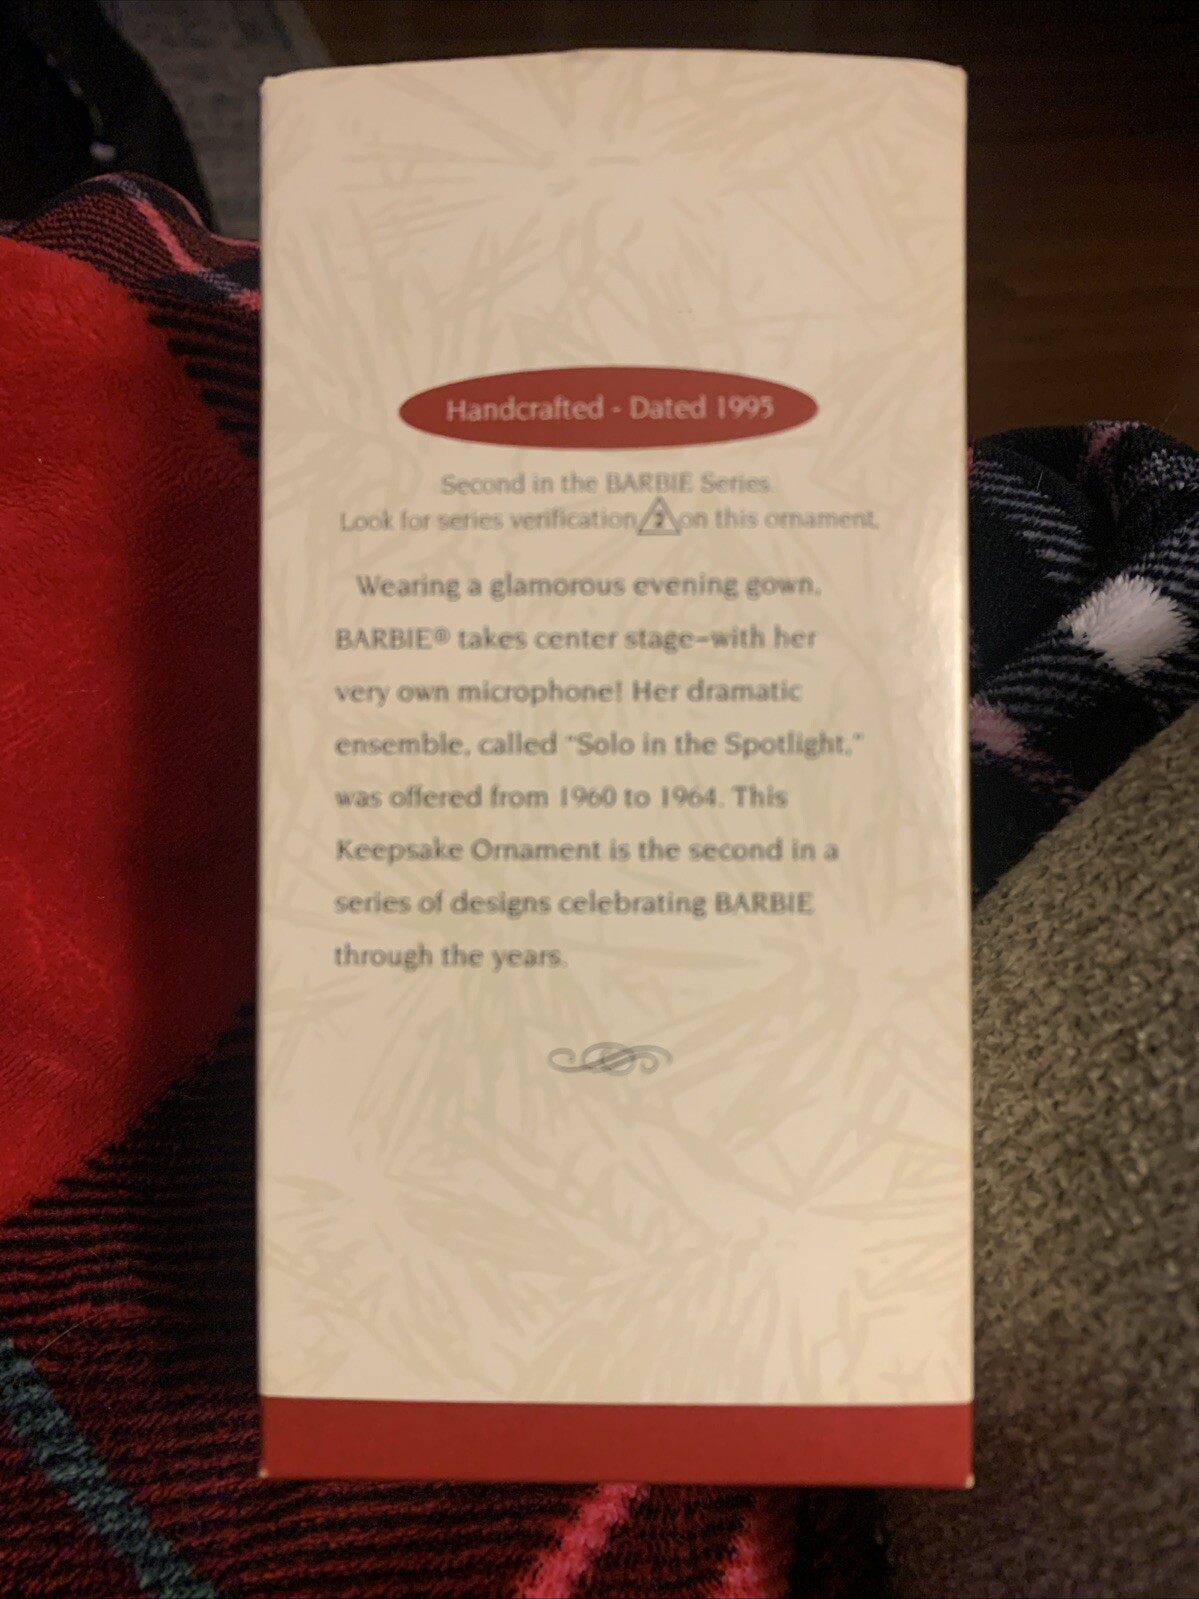 Handcrafted - Dated 1995
Second in the BARBIE Series.
Look for series verification 2 on this ornament.
Wearing a glamorous evening gown,
BARBIE® takes center stage–with her
very own microphone! Her dramatic
ensemble, called "Solo in the Spotlight,"
was offered from 1960 to 1964. This
Keepsake Ornament is the second in a
series of designs celebrating BARBIE
through the years.